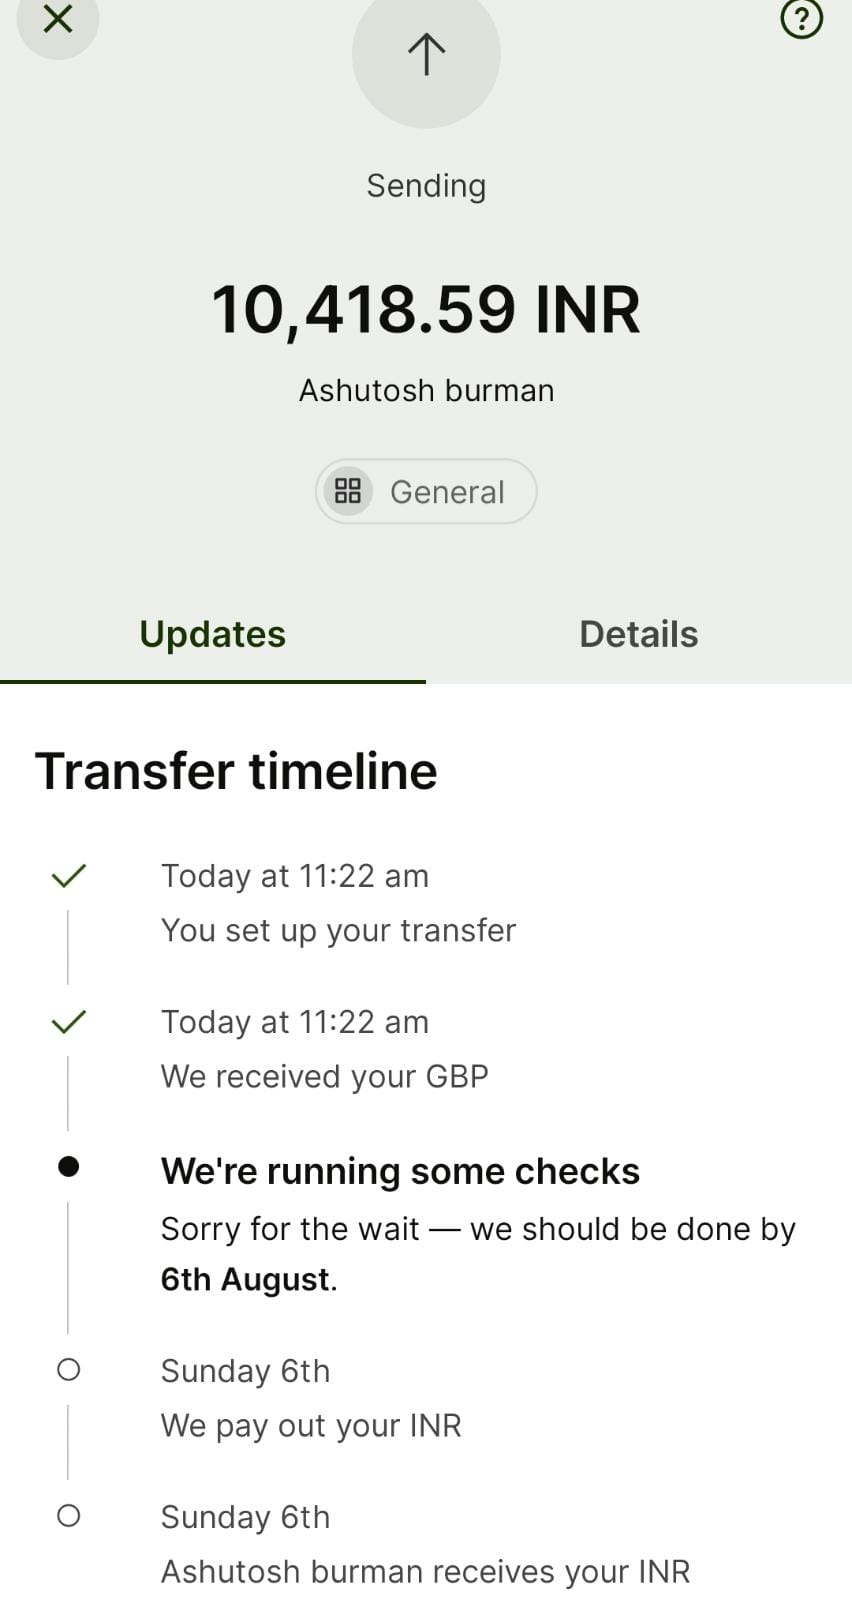 Sending
10,418.59 INR
Ashutosh burman
General
Updates
Details
Transfer timeline
Today at 11:22 am
You set up your transfer
Today at 11:22 am
We received your GBP
We're running some checks
Sorry for the wait — we should be done by
6th August.
Sunday 6th
We pay out your INR
Sunday 6th
Ashutosh burman receives your INR